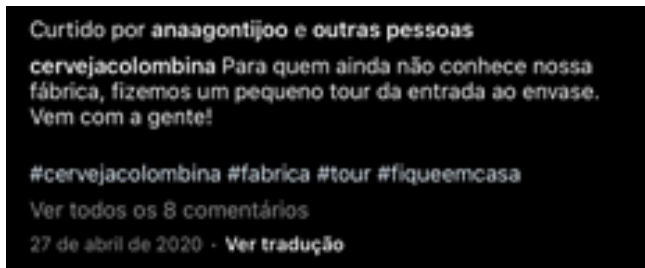 Curtido por anaagontijoo e outras pessoas
cervejacolombina Para quem ainda não conhece nossa
fábrica, fizemos um pequeno tour da entrada ao envase.
Vem com a gente!
#cervejacolombina #fabrica #tour #fiqueemcasa
Ver todos os 8 comentários
27 de abril de 2020 · Ver tradução